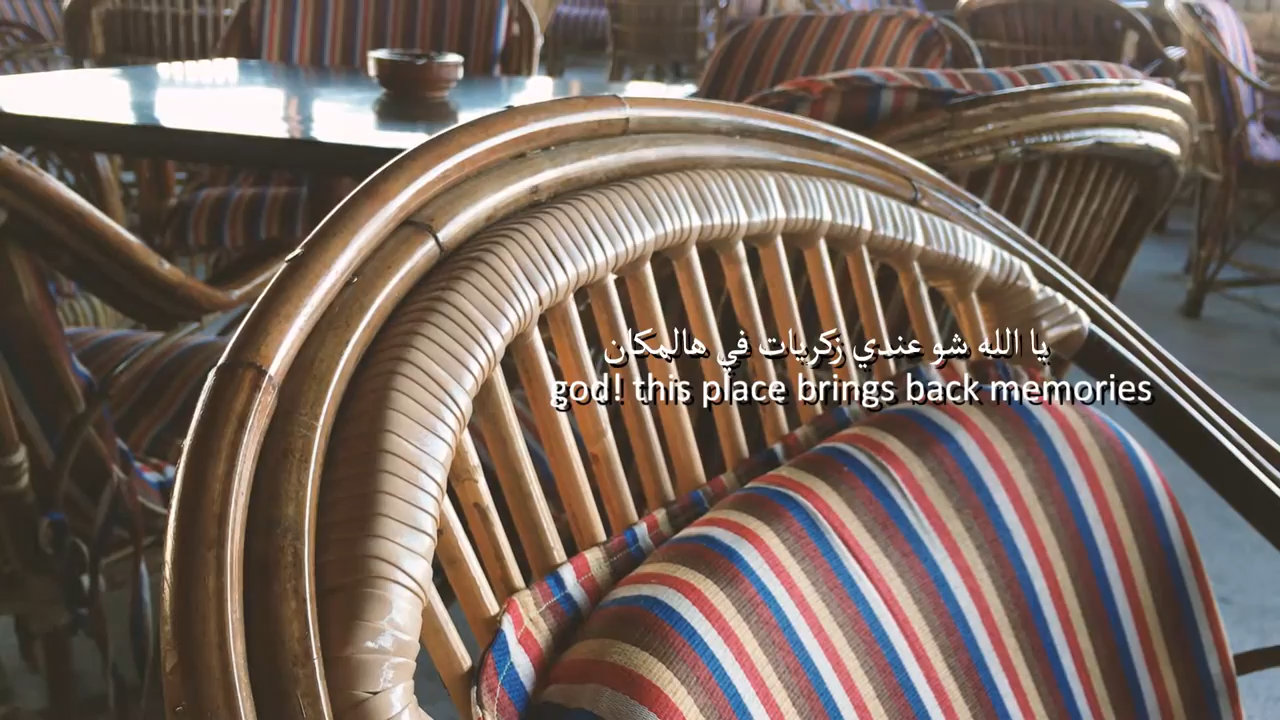 يا الله شو عندي زكريات في هالمكان
god! this place brings back memories